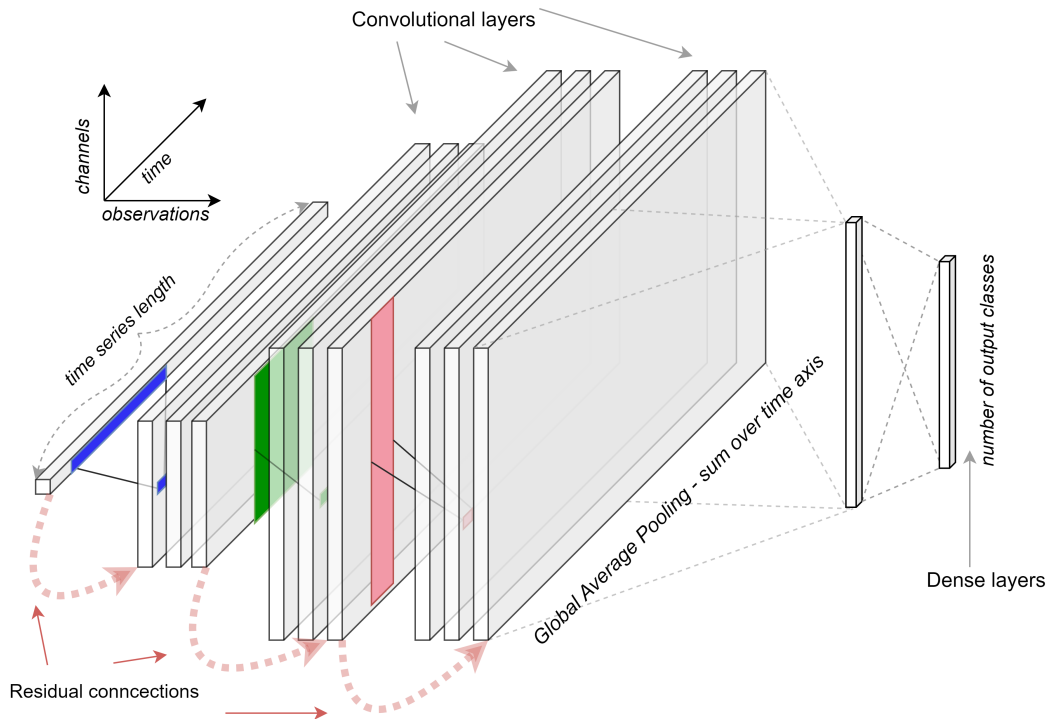 Convolutional layers
channels
time
observations
time series length
Global Average Pooling - sum over time axis
number of output classes
Dense layers
Residual conncections